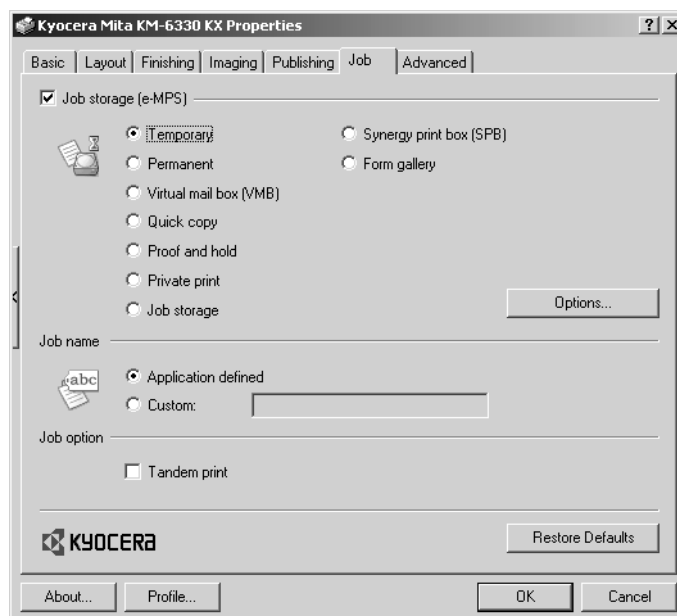 Kyocera Mita KM-6330 KX Properties
Basic Layout Finishing Imaging Publishing Job Advanced
Job storage (e-MPS)
Temporary Synergy print box (SPB)
Permanent Form gallery
Virtual mail box (VMB)
Quick copy
Proof and hold
Private print
Job storage Options...
Job name
abc Application defined
Custom:
Job option
Tandem print
KYOCERA Restore Defaults
About... Profile... OK Cancel